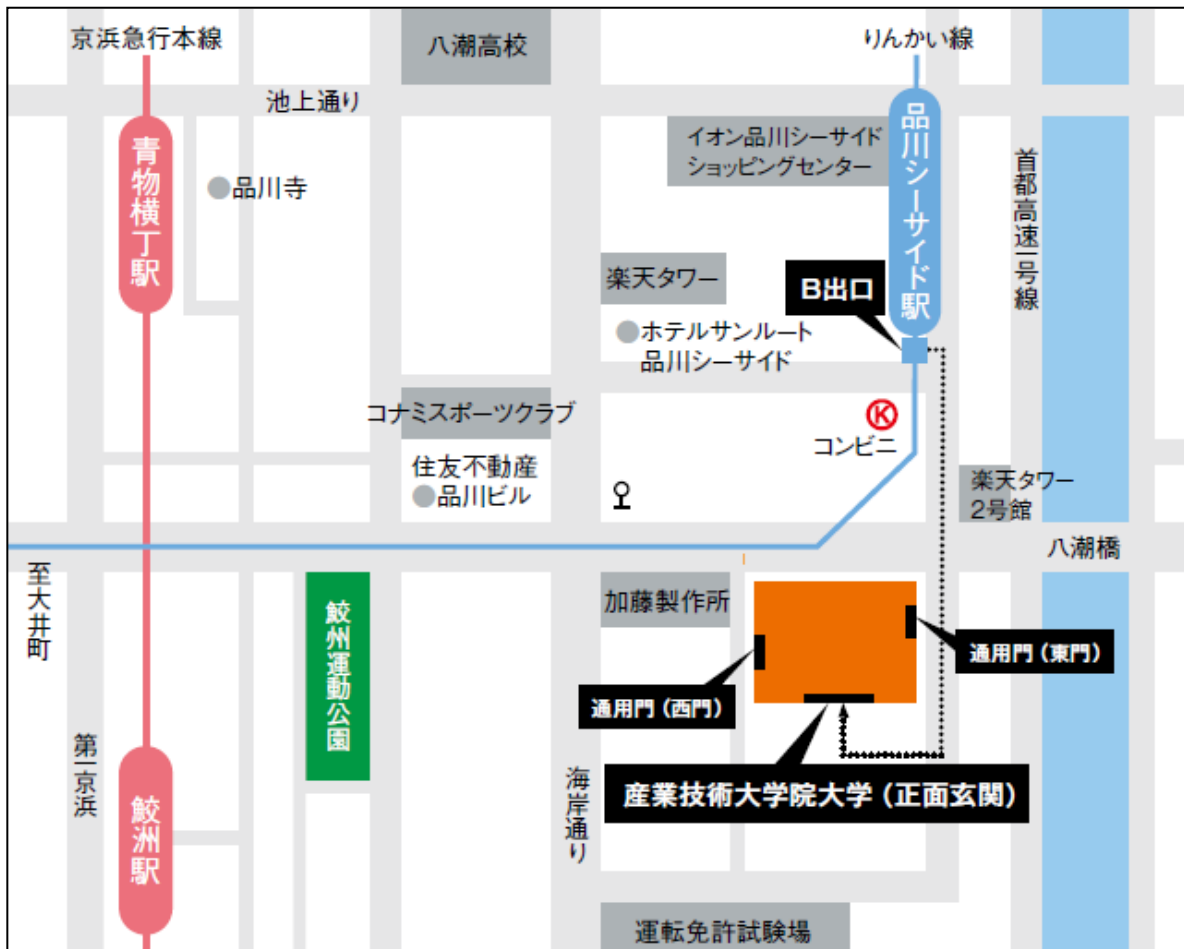 京浜急行本線
八潮高校
りんかい線
池上通り
青物横丁駅
品川寺
イオン品川シーサイド
ショッピングセンター
品川シーサイド駅
首都高速一号線
楽天タワー
B出口
ホテルサンルート
品川シーサイド
コナミスポーツクラブ
K
コンビニ
住友不動産
品川ビル
楽天タワー
2号館
八潮橋
至大井町
鮫州運動公園
加藤製作所
通用門（東門）
通用門（西門）
第一京浜
鮫洲駅
海岸通り
産業技術大学院大学（正面玄関）
運転免許試験場